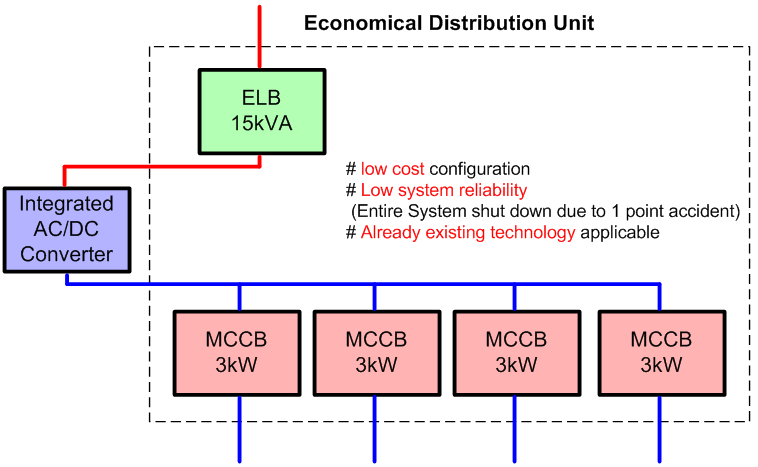 Economical Distribution Unit
ELB
15kVA
# low cost configuration
# Low system reliability
(Entire System shut down due to 1 point accident)
# Already existing technology applicable
Integrated
AC/DC
Converter
MCCB
3kW
MCCB
3kW
MCCB
3kW
MCCB
3kW